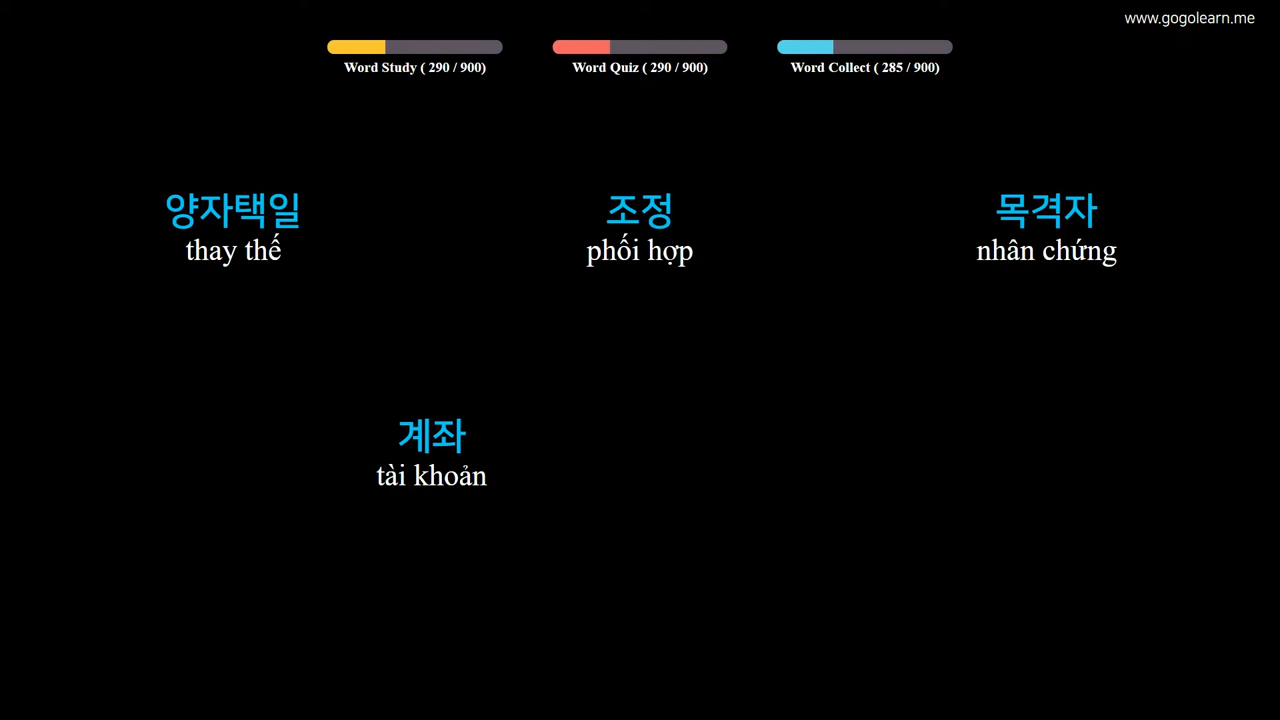 www.gogolearn.me
Word Study ( 290 / 900)
Word Quiz ( 290 / 900)
Word Collect ( 285 / 900)
양자택일
thay thế
조정
phối hợp
목격자
nhân chứng
계좌
tài khoản